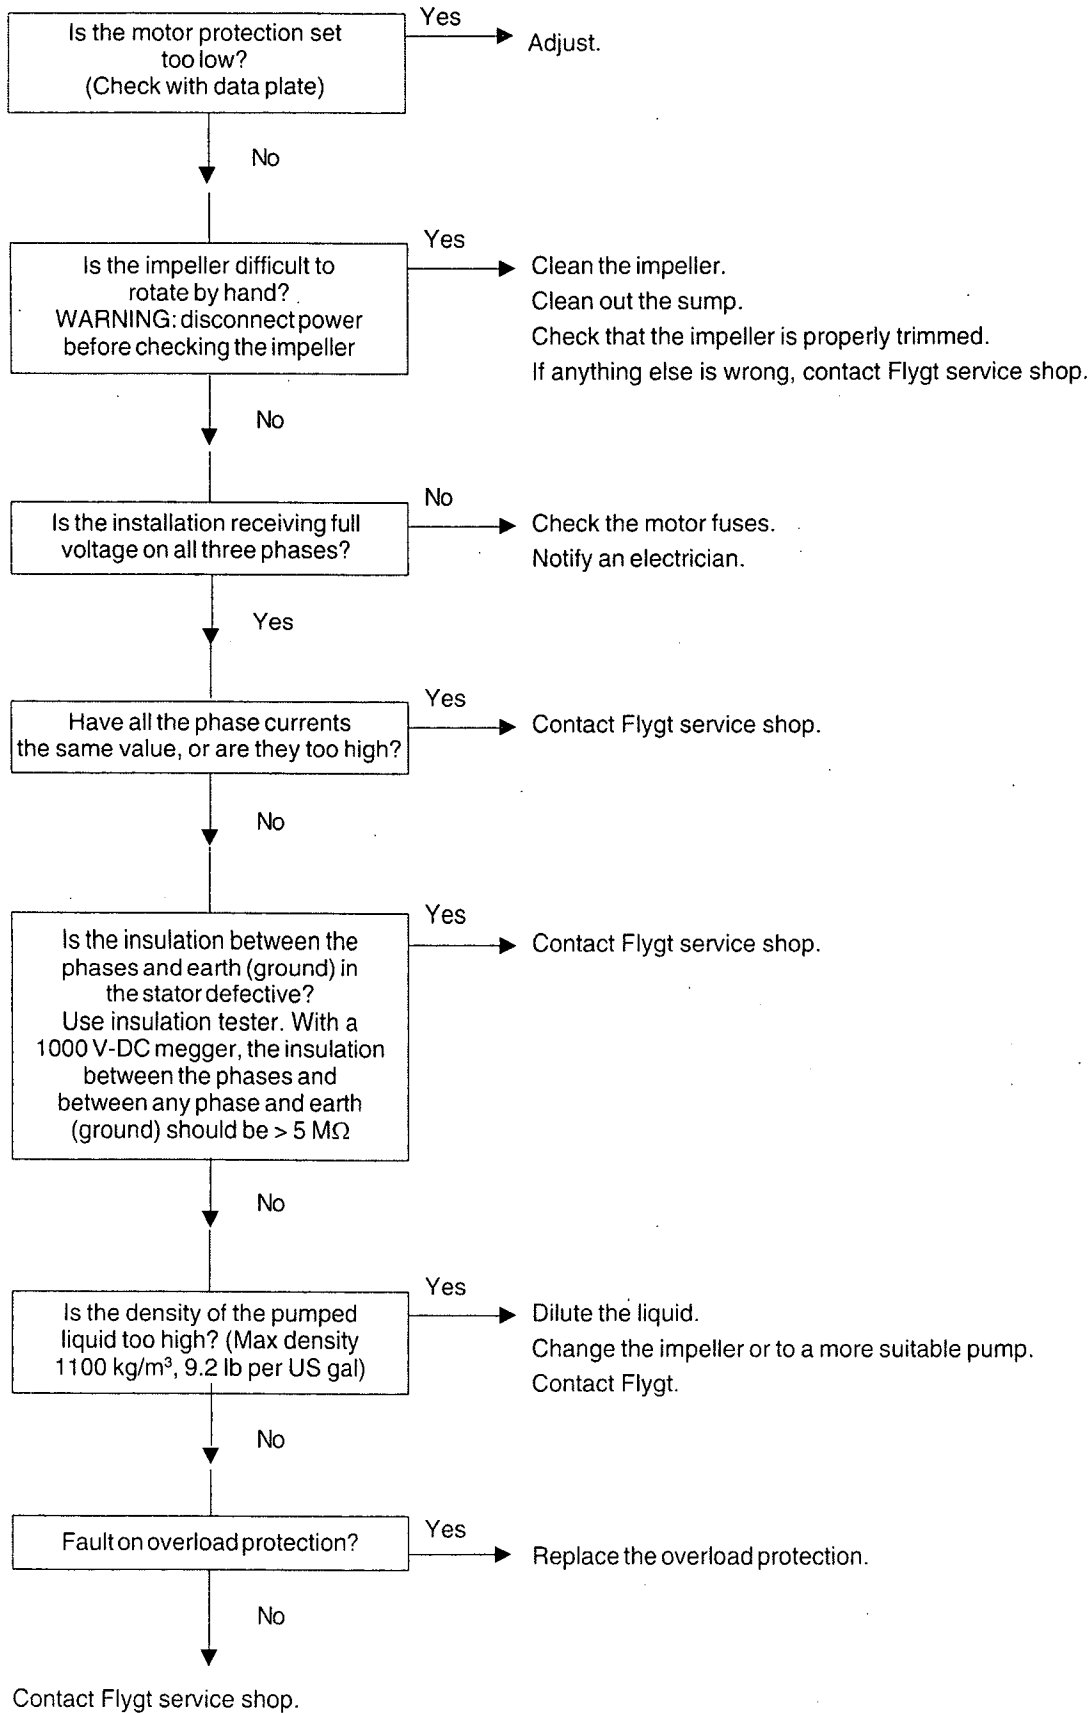 Is the motor protection set
too low?
(Check with data plate)
Yes
Adjust.
No
Is the impeller difficult to
rotate by hand?
WARNING: disconnect power
before checking the impeller
Yes
Clean the impeller.
Clean out the sump.
Check that the impeller is properly trimmed.
If anything else is wrong, contact Flygt service shop.
No
Is the installation receiving full
voltage on all three phases?
No
Check the motor fuses.
Notify an electrician.
Yes
Have all the phase currents
the same value, or are they too high?
Yes
Contact Flygt service shop.
No
Is the insulation between the
phases and earth (ground) in
the stator defective?
Use insulation tester. With a
1000 V-DC megger, the insulation
between the phases and
between any phase and earth
(ground) should be > 5 MΩ
Yes
Contact Flygt service shop.
No
Is the density of the pumped
liquid too high? (Max density
1100 kg/m³, 9.2 lb per US gal)
Yes
Dilute the liquid.
Change the impeller or to a more suitable pump.
Contact Flygt.
No
Fault on overload protection?
Yes
Replace the overload protection.
No
Contact Flygt service shop.